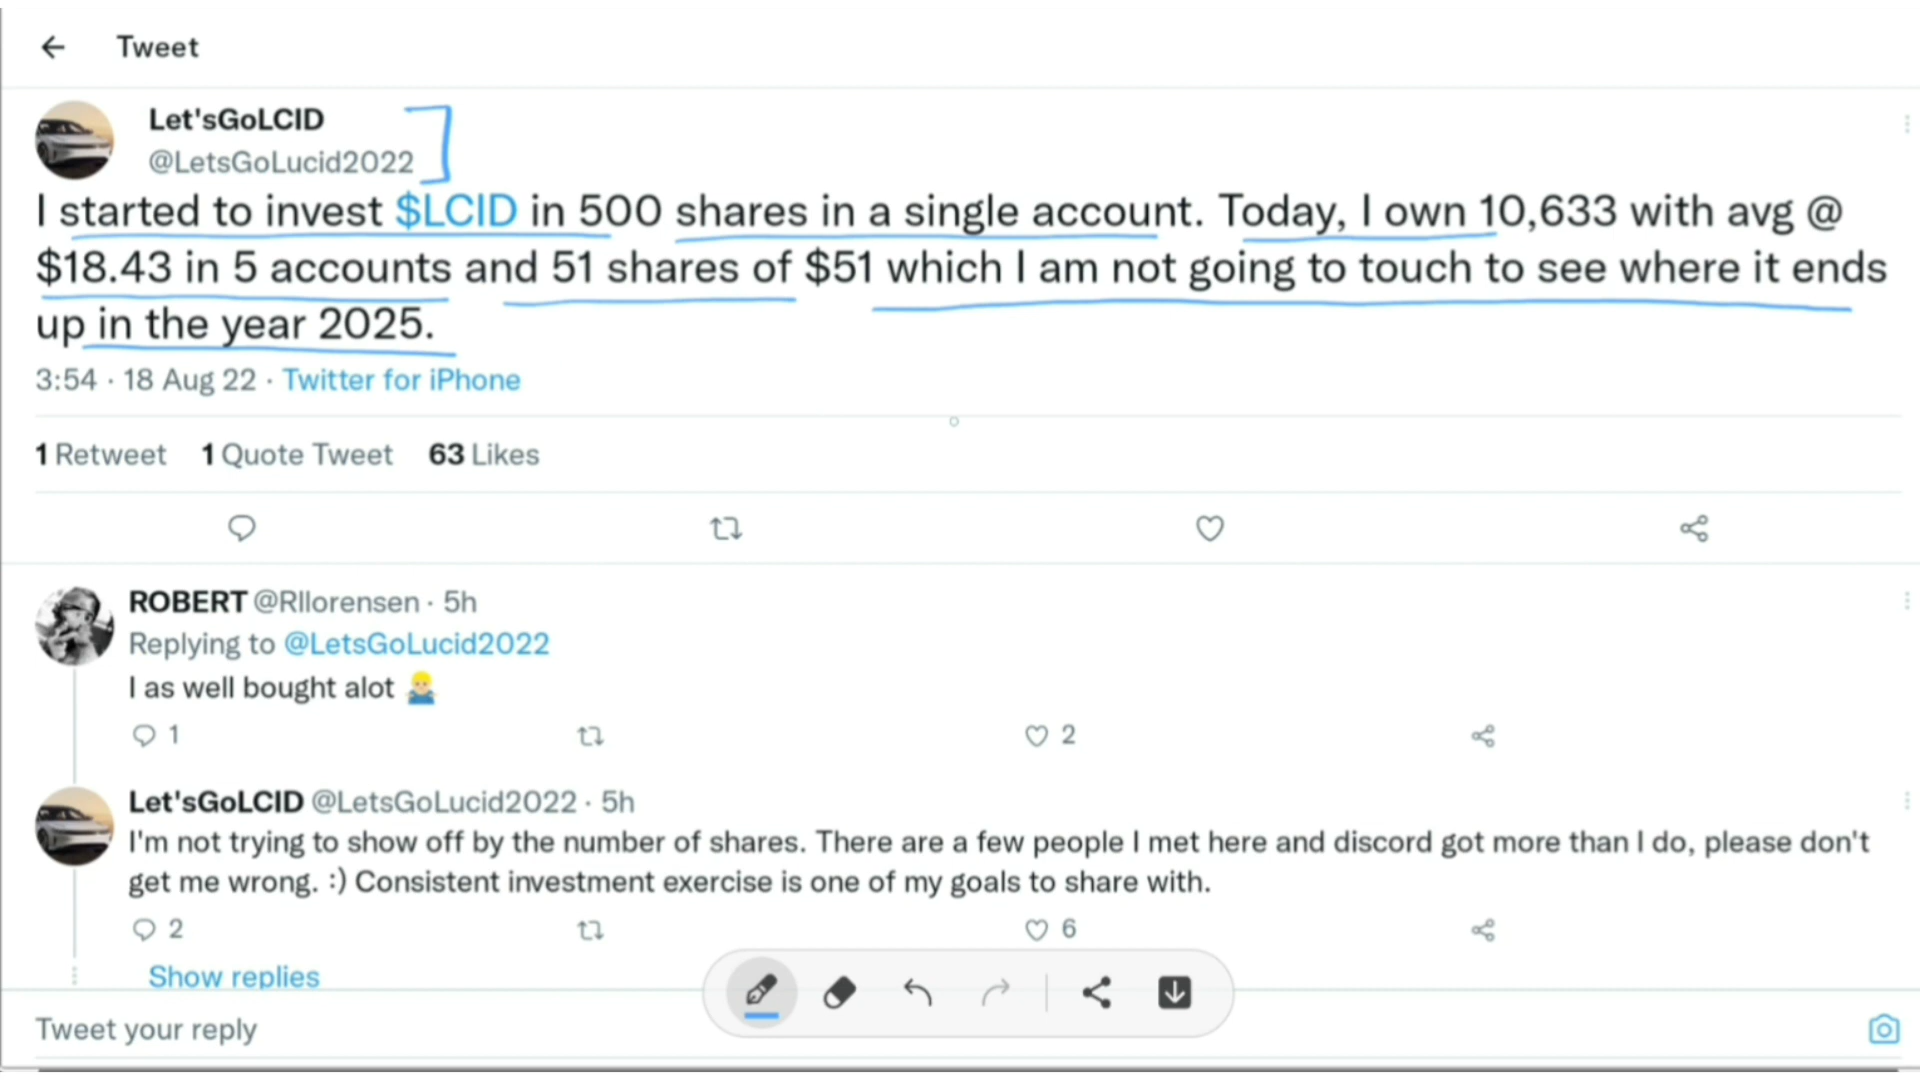 Tweet
Let'sGoLCID
@LetsGoLucid2022
I started to invest $LCID in 500 shares in a single account. Today, I own 10,633 with avg @
$18.43 in 5 accounts and 51 shares of $51 which I am not going to touch to see where it ends
up in the year 2025.
3:54 · 18 Aug 22 · Twitter for iPhone
1 Retweet 1 Quote Tweet 63 Likes
ROBERT @Rllorensen · 5h
Replying to @LetsGoLucid2022
I as well bought alot
1 2
Let'sGoLCID @LetsGoLucid2022 · 5h
I'm not trying to show off by the number of shares. There are a few people I met here and discord got more than I do, please don't
get me wrong. :) Consistent investment exercise is one of my goals to share with.
2 6
Show replies
Tweet your reply